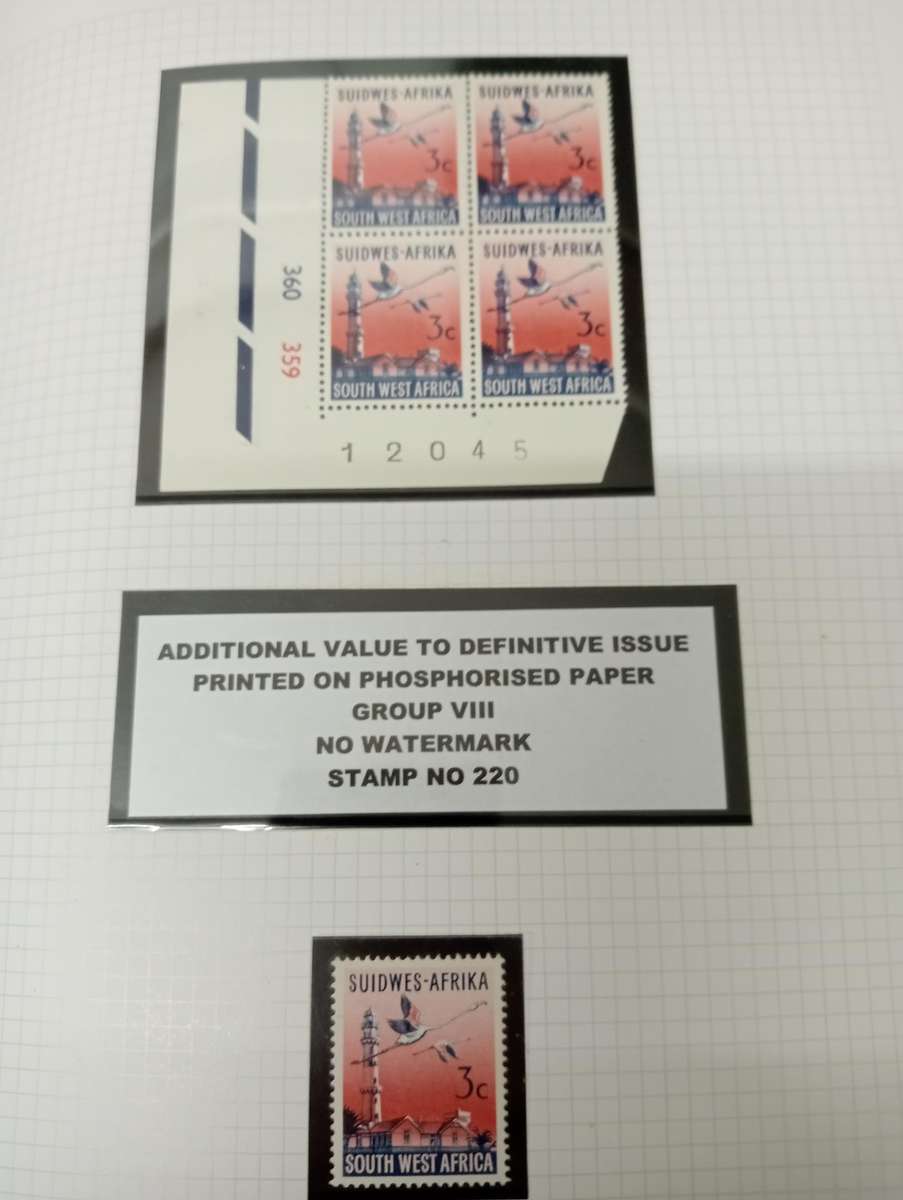 SUIDWES-AFRIKA SUIDWES-AFRIKA
3c 3c
SOUTH WEST AFRICA SOUTH WEST AFRICA
SUIDWES-AFRIKA SUIDWES-AFRIKA
3c 3c
SOUTH WEST AFRICA SOUTH WEST AFRICA
360 359
1 2 0 4 5
ADDITIONAL VALUE TO DEFINITIVE ISSUE
PRINTED ON PHOSPHORISED PAPER
GROUP VIII
NO WATERMARK
STAMP NO 220
SUIDWES-AFRIKA
3c
SOUTH WEST AFRICA